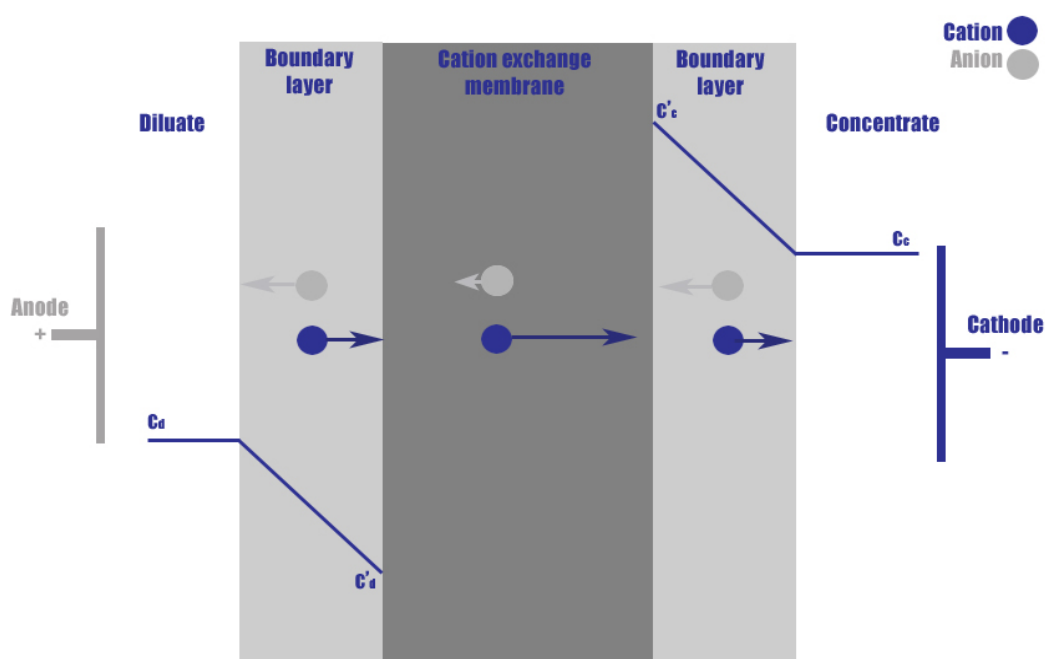 Cation
Anion
Boundary
layer
Cation exchange
membrane
Boundary
layer
Diluate
C'c
Concentrate
Cc
Anode
+
Cathode
-
Cd
C'd